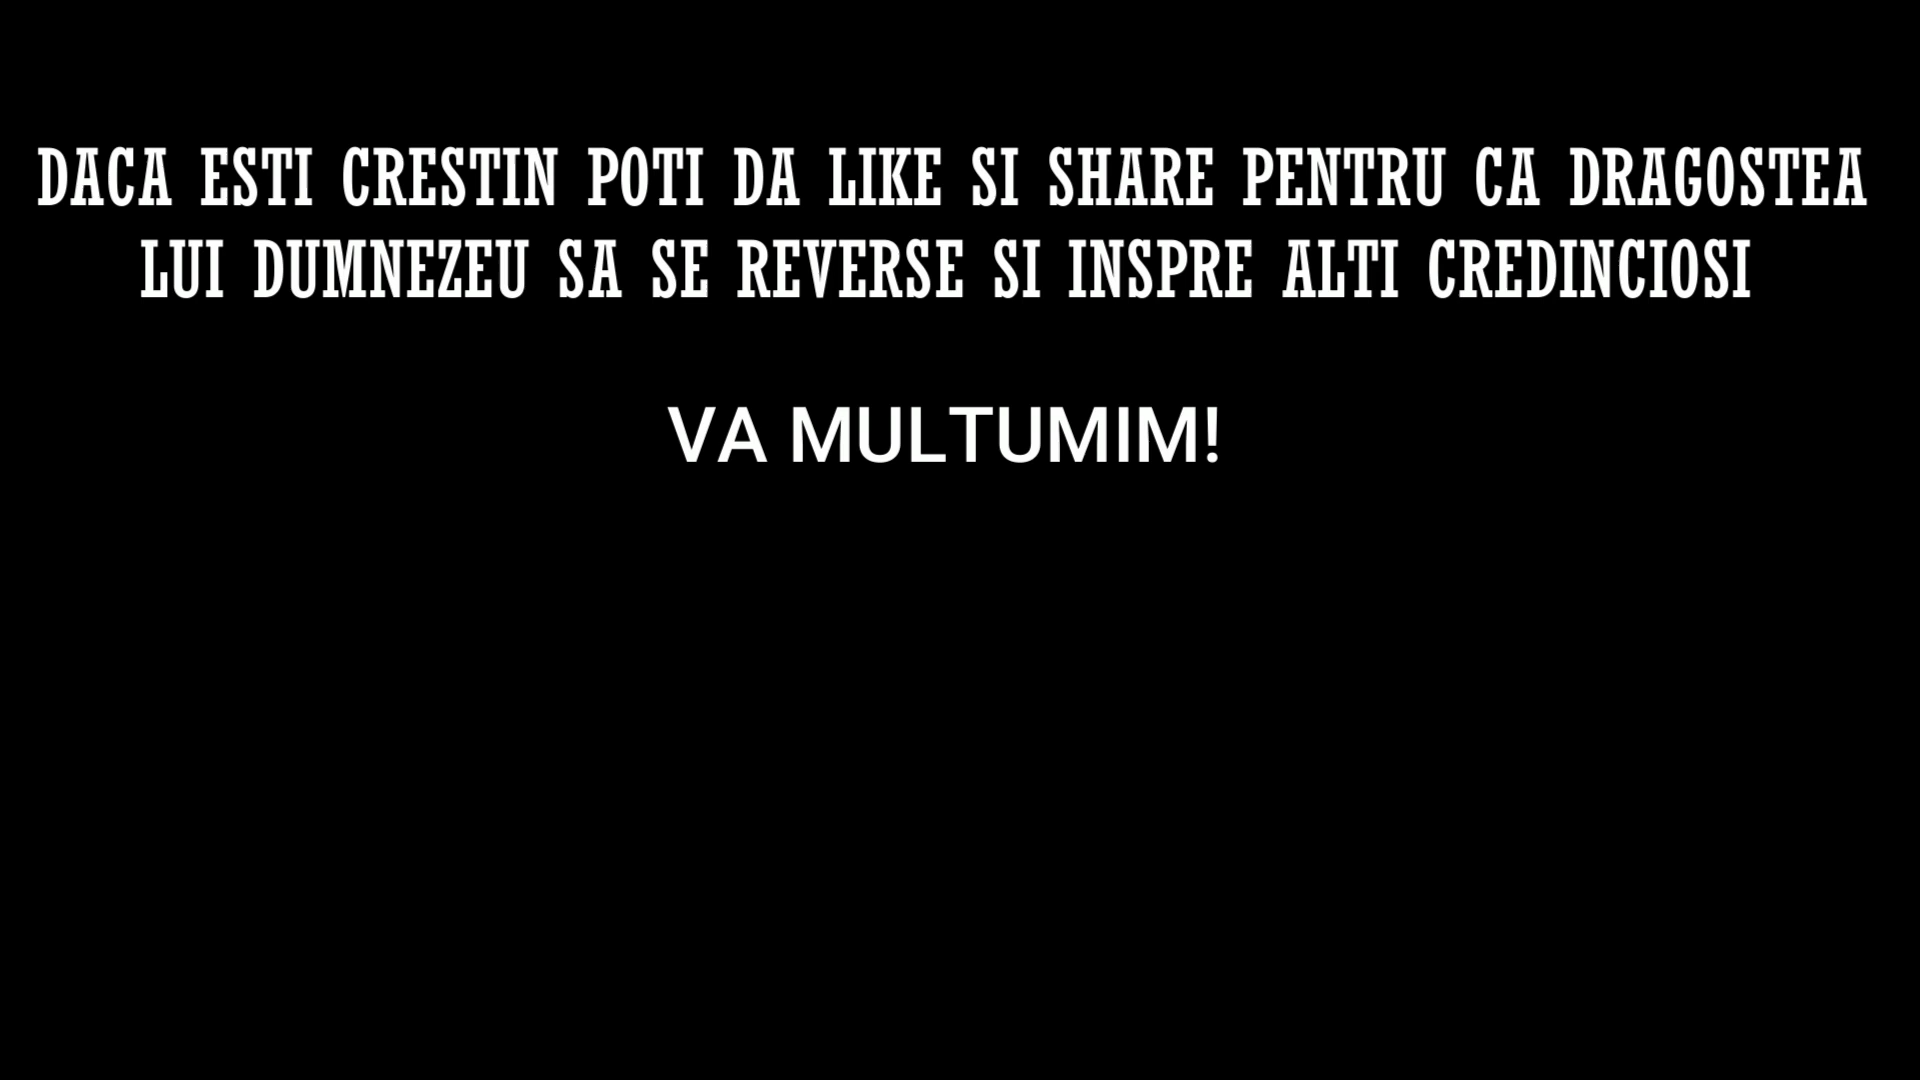 DACA ESTI CRESTIN POTI DA LIKE SI SHARE PENTRU CA DRAGOSTEA
LUI DUMNEZEU SA SE REVERSE SI INSPRE ALTI CREDINCIOSI
VA MULTUMIM!